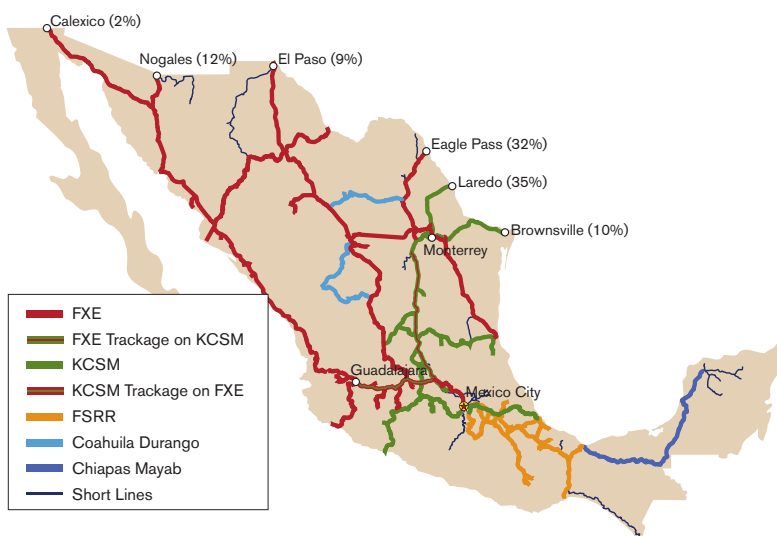 Calexico (2%)
Nogales (12%)
El Paso (9%)
Eagle Pass (32%)
Laredo (35%)
Brownsville (10%)
Monterrey
Guadalajara
Mexico City
FXE
FXE Trackage on KCSM
KCSM
KCSM Trackage on FXE
FSRR
Coahuila Durango
Chiapas Mayab
Short Lines